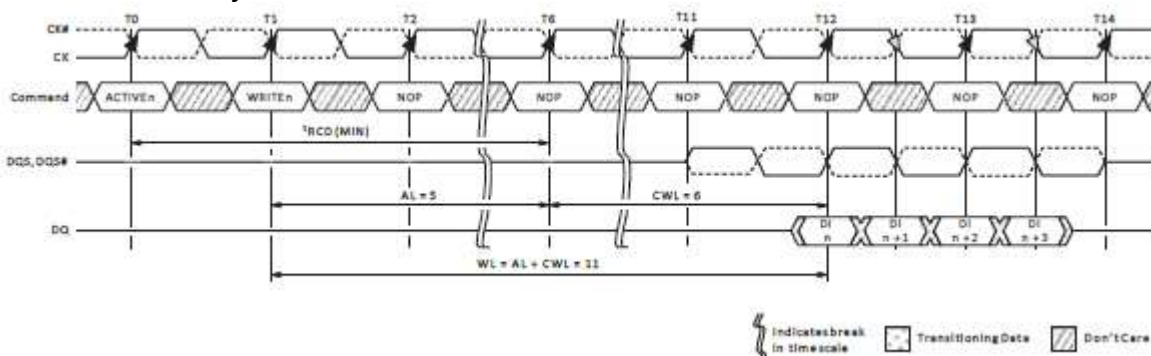 T0 T1 T2 T6 T11 T12 T13 T14
CK#
CK
Command ACTIVEn WRITEn NOP NOP NOP NOP NOP NOP
tRCD (MIN)
DQS, DQS#
AL = 5 CWL = 6
DQ DI n DI n + 1 DI n + 2 DI n + 3
WL = AL + CWL = 11
Indicates break in time scale Transitioning Data Don't Care